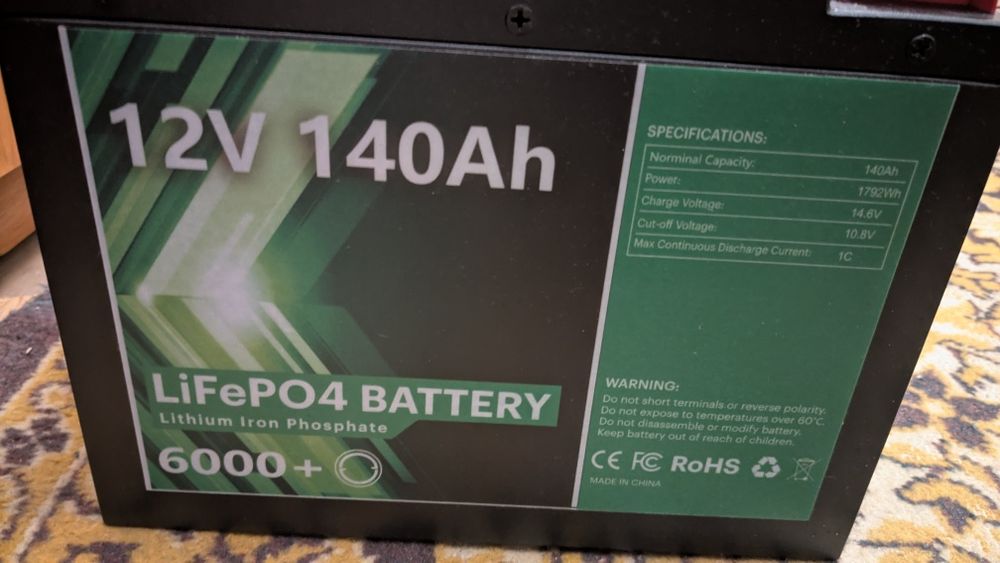 12V 140Ah
LiFePO4 BATTERY
Lithium Iron Phosphate
6000+
SPECIFICATIONS:
Norminal Capacity: 140Ah
Power: 1792Wh
Charge Voltage: 14.6V
Cut-off Voltage: 10.8V
Max Continuous Discharge Current: 1C
WARNING:
Do not short terminals or reverse polarity.
Do not expose to temperatures over 60°C.
Do not disassemble or modify battery.
Keep battery out of reach of children.
CE FC RoHS
MADE IN CHINA